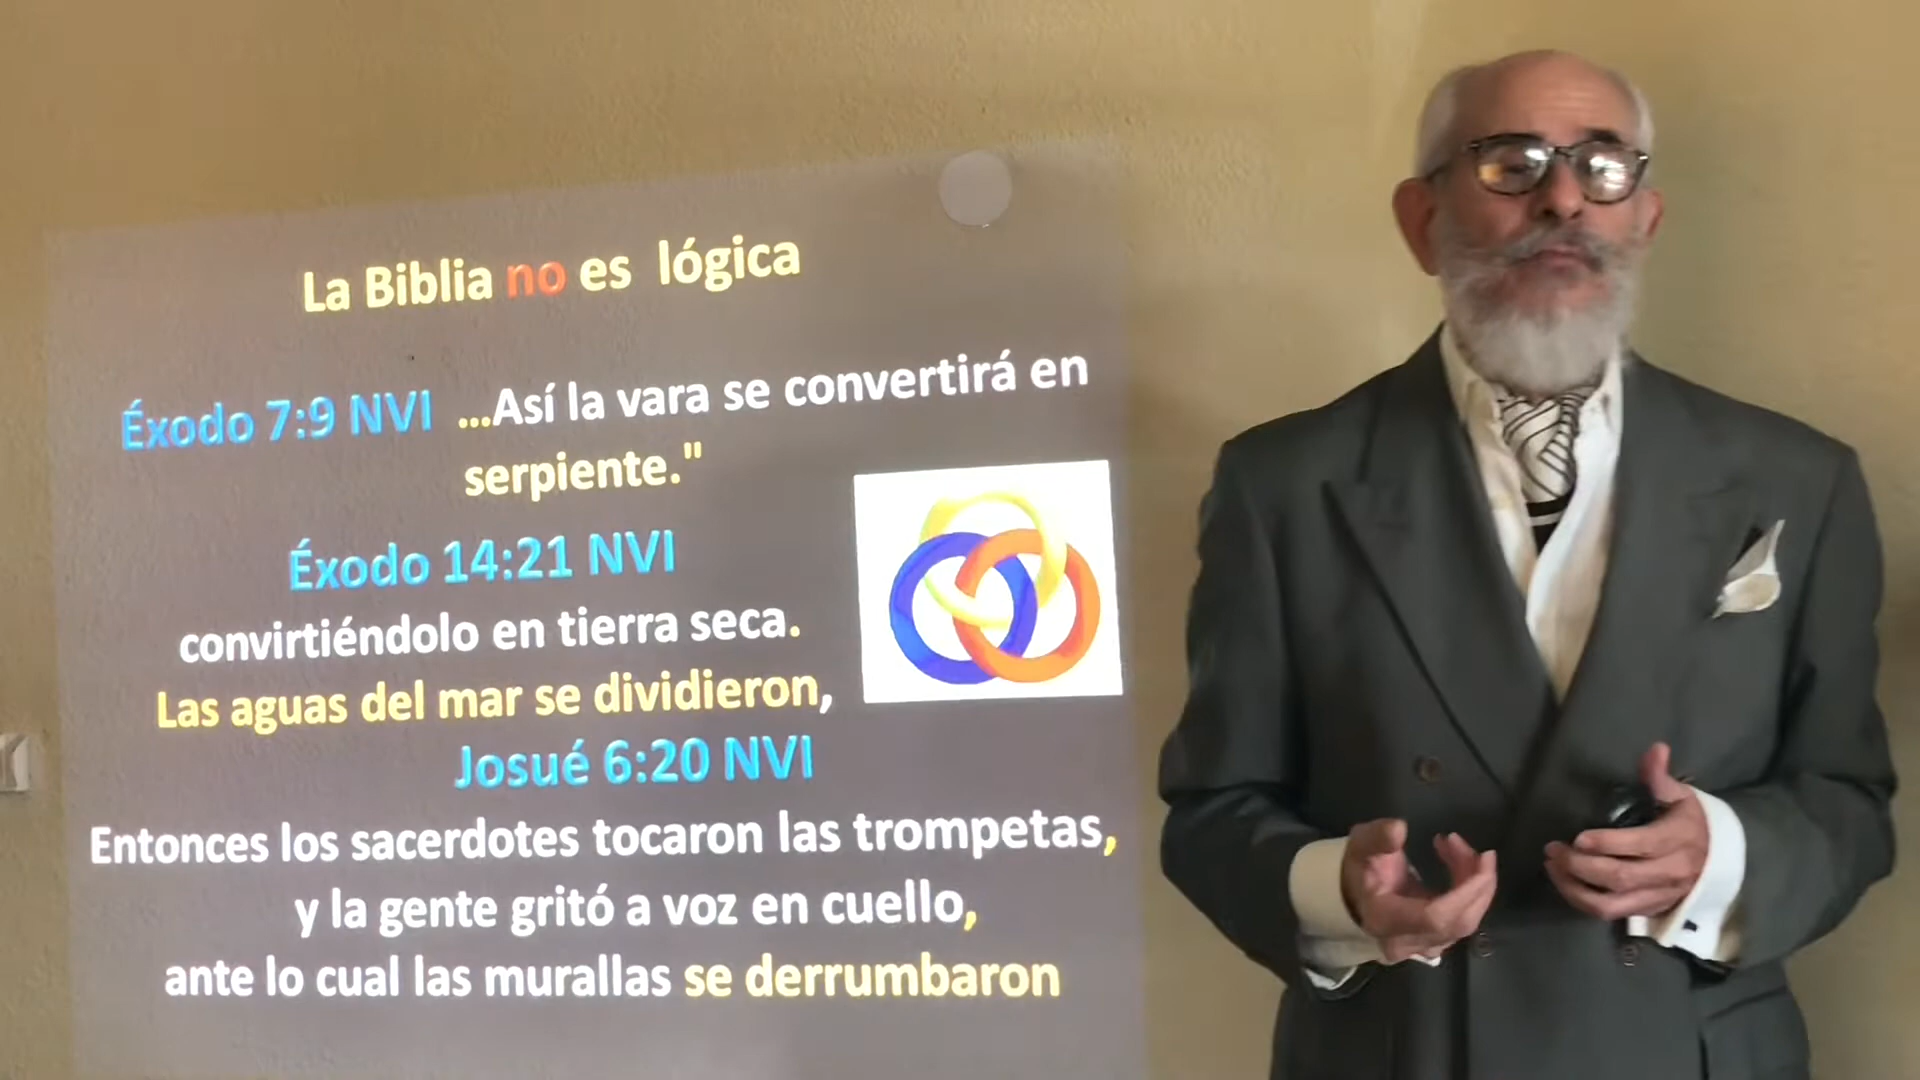 La Biblia no es lógica
Éxodo 7:9 NVI ...Así la vara se convertirá en
serpiente."
Éxodo 14:21 NVI
convirtiéndolo en tierra seca.
Las aguas del mar se dividieron,
Josué 6:20 NVI
Entonces los sacerdotes tocaron las trompetas,
y la gente gritó a voz en cuello,
ante lo cual las murallas se derrumbaron